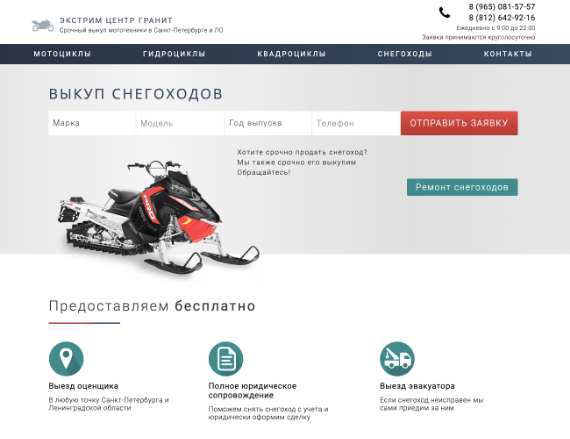 ЭКСТРИМ ЦЕНТР ГРАНИТ
Срочный выкуп мототехники в Санкт-Петербурге и ЛО
8 (965) 081-57-57
8 (812) 642-92-16
Ежедневно с 9:00 до 22:00
Заявки принимаются круглосуточно
МОТОЦИКЛЫ ГИДРОЦИКЛЫ КВАДРОЦИКЛЫ СНЕГОХОДЫ КОНТАКТЫ
ВЫКУП СНЕГОХОДОВ
Марка Модель Год выпуска Телефон ОТПРАВИТЬ ЗАЯВКУ
Хотите срочно продать снегоход?
Мы также срочно его выкупим
Обращайтесь!
Ремонт снегоходов
PRO
Предоставляем бесплатно
Выезд оценщика
В любую точку Санкт-Петербурга и
Ленинградской области
Полное юридическое
сопровождение
Поможем снять снегоход с учета и
юридически оформим сделку
Выезд эвакуатора
Если снегоход неисправен мы
сами приедим за ним